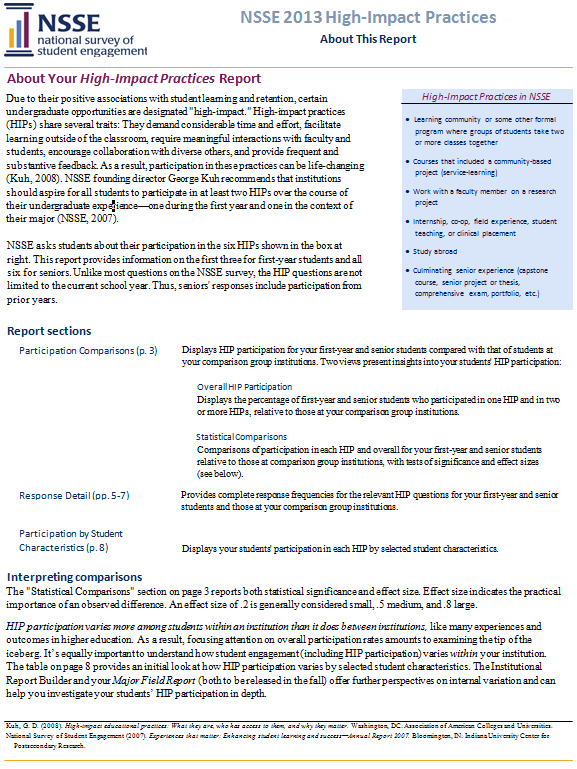 NSSE
national survey of
student engagement
NSSE 2013 High-Impact Practices
About This Report
About Your High-Impact Practices Report
Due to their positive associations with student learning and retention, certain
undergraduate opportunities are designated "high-impact." High-impact practices
(HIPs) share several traits: They demand considerable time and effort, facilitate
learning outside of the classroom, require meaningful interactions with faculty and
students, encourage collaboration with diverse others, and provide frequent and
substantive feedback. As a result, participation in these practices can be life-changing
(Kuh, 2008). NSSE founding director George Kuh recommends that institutions
should aspire for all students to participate in at least two HIPs over the course of
their undergraduate experience—one during the first year and one in the context of
their major (NSSE, 2007).
NSSE asks students about their participation in the six HIPs shown in the box at
right. This report provides information on the first three for first-year students and all
six for seniors. Unlike most questions on the NSSE survey, the HIP questions are not
limited to the current school year. Thus, seniors' responses include participation from
prior years.
High-Impact Practices in NSSE
• Learning community or some other formal
program where groups of students take two
or more classes together
• Courses that included a community-based
project (service-learning)
• Work with a faculty member on a research
project
• Internship, co-op, field experience, student
teaching, or clinical placement
• Study abroad
• Culminating senior experience (capstone
course, senior project or thesis,
comprehensive exam, portfolio, etc.)
Report sections
Participation Comparisons (p. 3)
Displays HIP participation for your first-year and senior students compared with that of students at
your comparison group institutions. Two views present insights into your students' HIP participation:
Overall HIP Participation
Displays the percentage of first-year and senior students who participated in one HIP and in two
or more HIPs, relative to those at your comparison group institutions.
Statistical Comparisons
Comparisons of participation in each HIP and overall for your first-year and senior students
relative to those at comparison group institutions, with tests of significance and effect sizes
(see below).
Response Detail (pp. 5-7)
Provides complete response frequencies for the relevant HIP questions for your first-year and senior
students and those at your comparison group institutions.
Participation by Student
Characteristics (p. 8)
Displays your students' participation in each HIP by selected student characteristics.
Interpreting comparisons
The "Statistical Comparisons" section on page 3 reports both statistical significance and effect size. Effect size indicates the practical
importance of an observed difference. An effect size of .2 is generally considered small, .5 medium, and .8 large.
HIP participation varies more among students within an institution than it does between institutions, like many experiences and
outcomes in higher education. As a result, focusing attention on overall participation rates amounts to examining the tip of the
iceberg. It's equally important to understand how student engagement (including HIP participation) varies within your institution.
The table on page 8 provides an initial look at how HIP participation varies by selected student characteristics. The Institutional
Report Builder and your Major Field Report (both to be released in the fall) offer further perspectives on internal variation and can
help you investigate your students' HIP participation in depth.
Kuh, G. D. (2008). High-impact educational practices: What they are, who has access to them, and why they matter. Washington, DC: Association of American Colleges and Universities.
National Survey of Student Engagement (2007). Experiences that matter: Enhancing student learning and success—Annual Report 2007. Bloomington, IN: Indiana University Center for
Postsecondary Research.